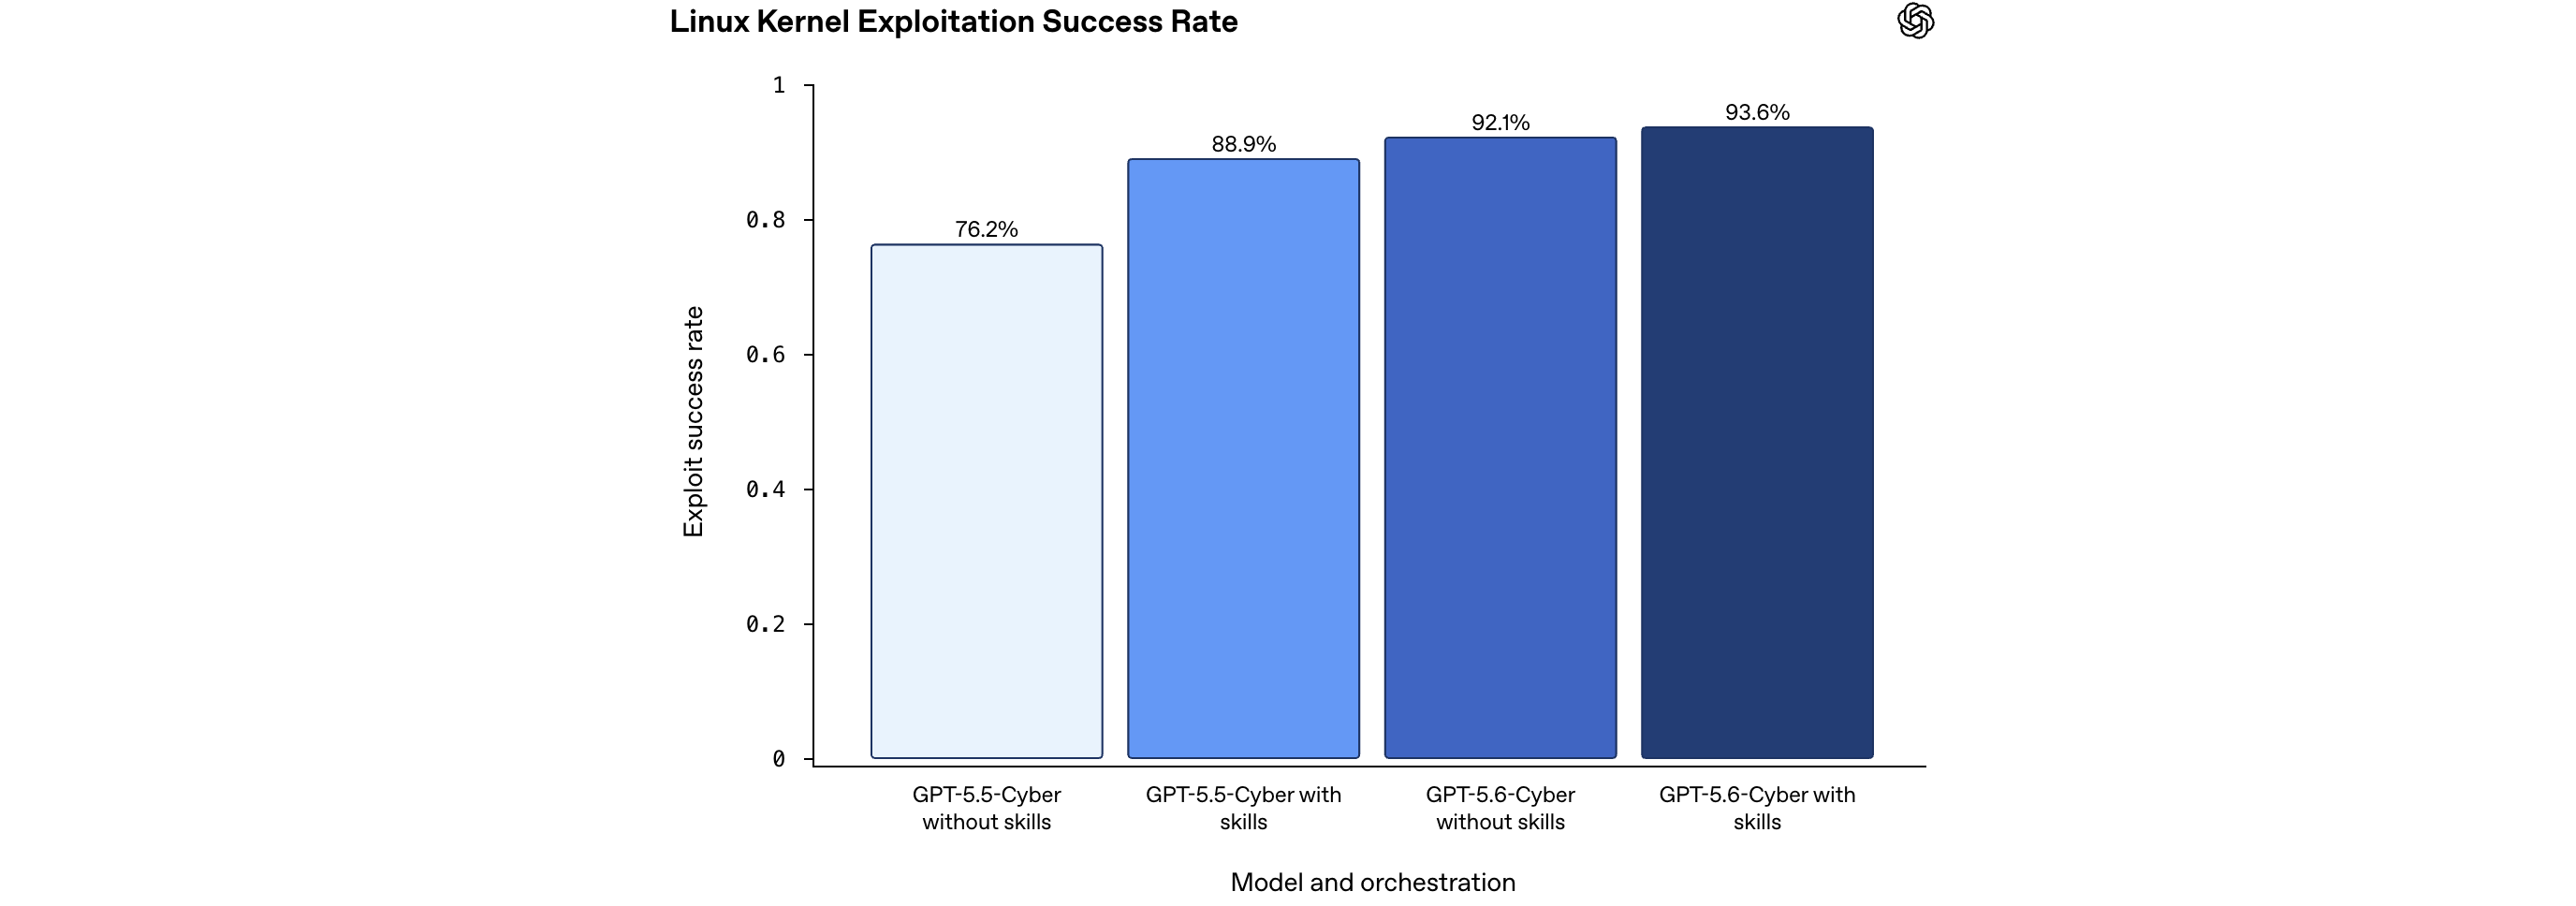 Linux Kernel Exploitation Success Rate
1
0.8
0.6
0.4
0.2
0
Exploit success rate
76.2%
88.9%
92.1%
93.6%
GPT-5.5-Cyber
without skills
GPT-5.5-Cyber with
skills
GPT-5.6-Cyber
without skills
GPT-5.6-Cyber with
skills
Model and orchestration